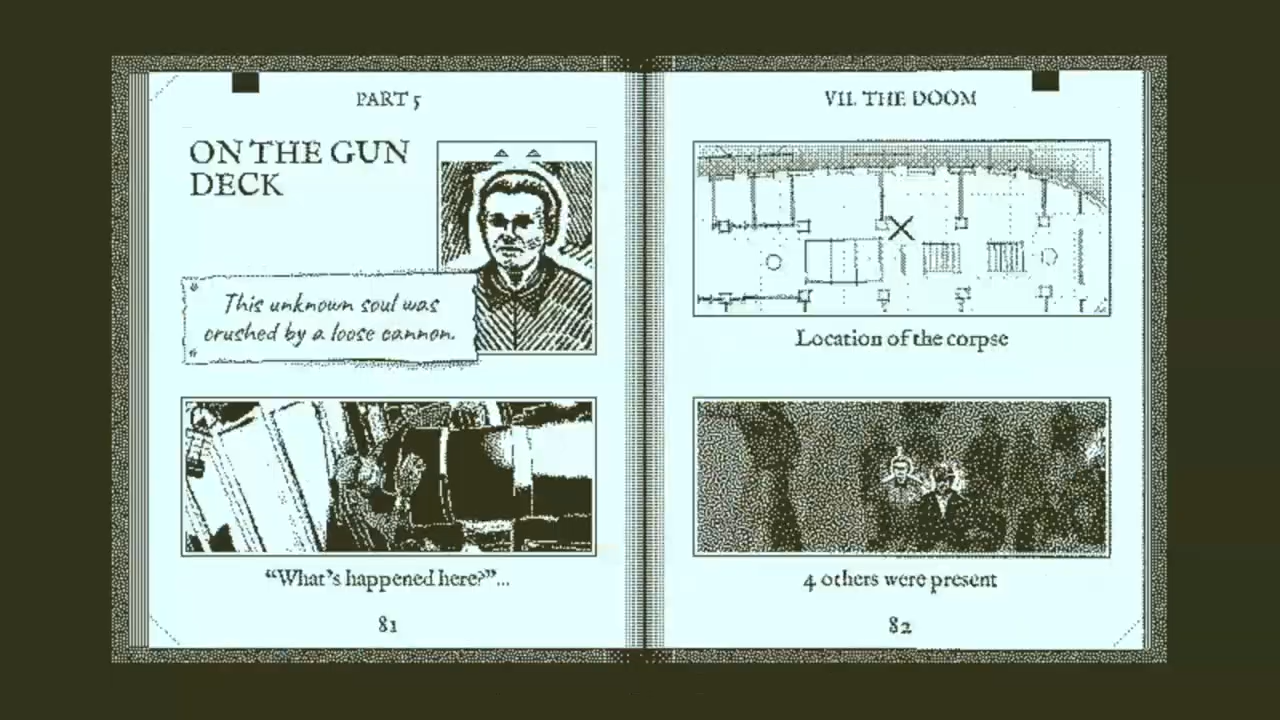 PART 5
ON THE GUN
DECK
This unknown soul was
crushed by a loose cannon.
"What's happened here?"...
81
VII. THE DOOM
Location of the corpse
4 others were present
82